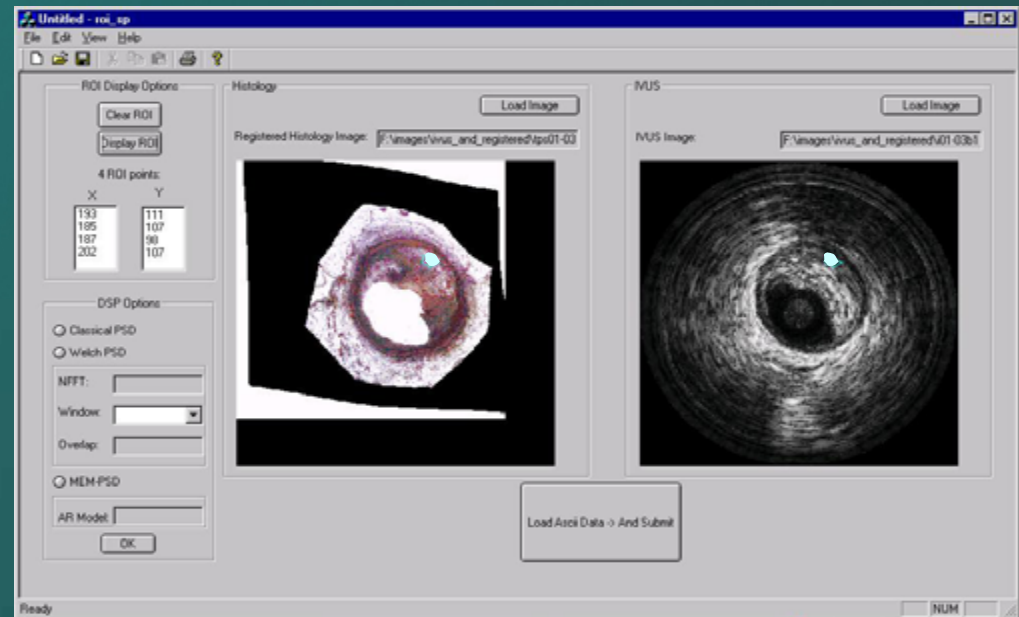 Untitled - roi_sp
File Edit View Help
ROI Display Options
Clear ROI
Display ROI
4 ROI points:
X Y
193 111
185 107
187 98
202 107
DSP Options
Classical PSD
Welch PSD
NFFT:
Window:
Overlap:
MEM-PSD
AR Model:
OK
Histology
Load Image
Registered Histology Image: F:\images\ivus_and_registered\tps01-03
IVUS
Load Image
IVUS Image: F:\images\ivus_and_registered\i01-03b1
Load Ascii Data -> And Submit
Ready NUM